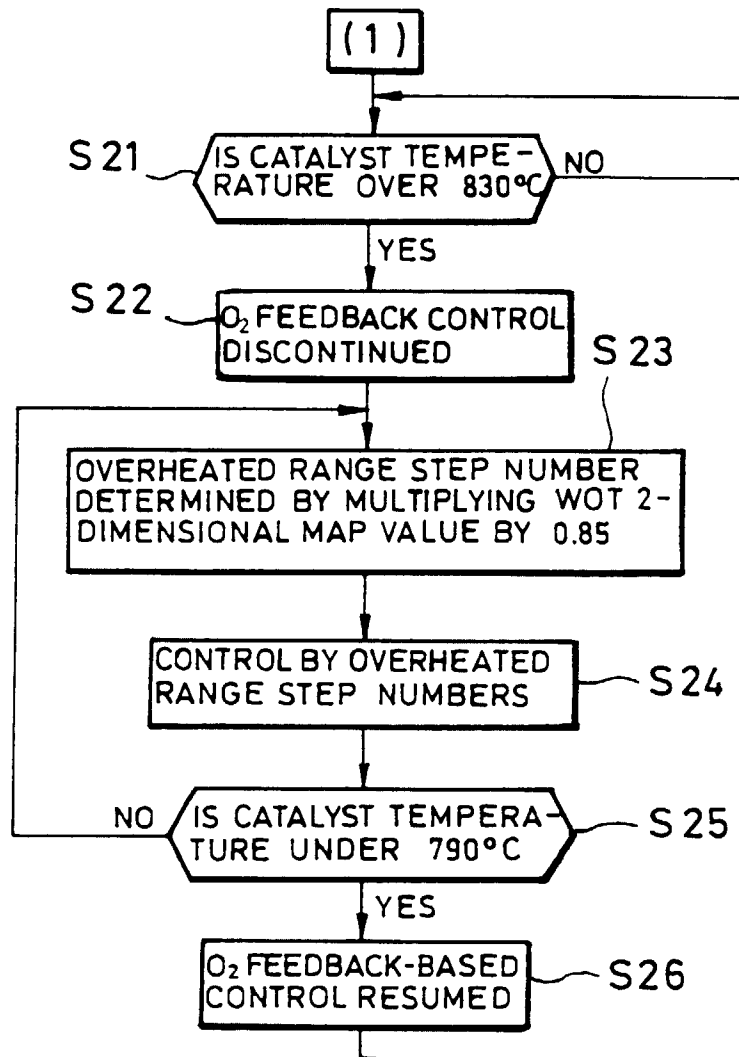 (1)
S21
IS CATALYST TEMPE-
RATURE OVER 830°C
NO
YES
S22
O₂ FEEDBACK CONTROL
DISCONTINUED
S23
OVERHEATED RANGE STEP NUMBER
DETERMINED BY MULTIPLYING WOT 2-
DIMENSIONAL MAP VALUE BY 0.85
CONTROL BY OVERHEATED
RANGE STEP NUMBERS
S24
NO
IS CATALYST TEMPERA-
TURE UNDER 790°C
S25
YES
O₂ FEEDBACK-BASED
CONTROL RESUMED
S26